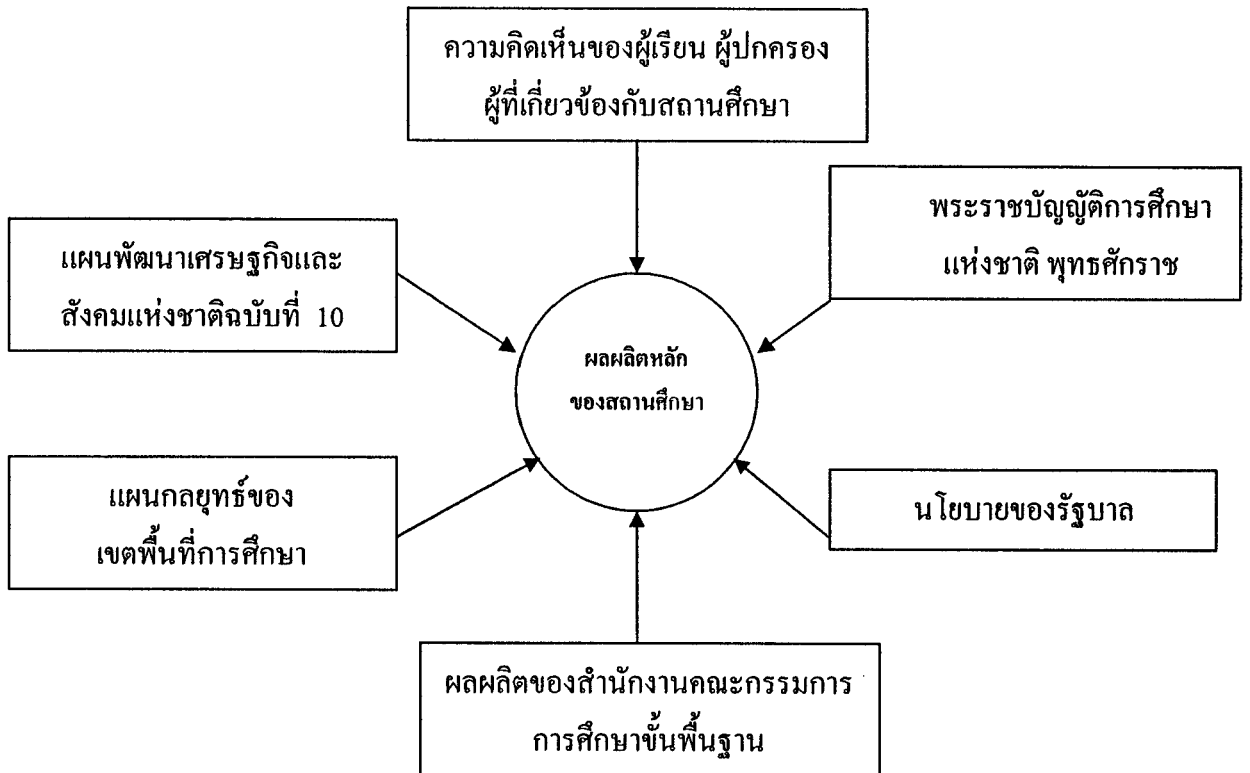 ความคิดเห็นของผู้เรียน ผู้ปกครอง
ผู้ที่เกี่ยวข้องกับสถานศึกษา
พระราชบัญญัติการศึกษา
แห่งชาติ พุทธศักราช
แผนพัฒนาเศรษฐกิจและ
สังคมแห่งชาติฉบับที่ 10
ผลผลิตหลัก
ของสถานศึกษา
แผนกลยุทธ์ของ
เขตพื้นที่การศึกษา
นโยบายของรัฐบาล
ผลผลิตของสำนักงานคณะกรรมการ
การศึกษาขั้นพื้นฐาน